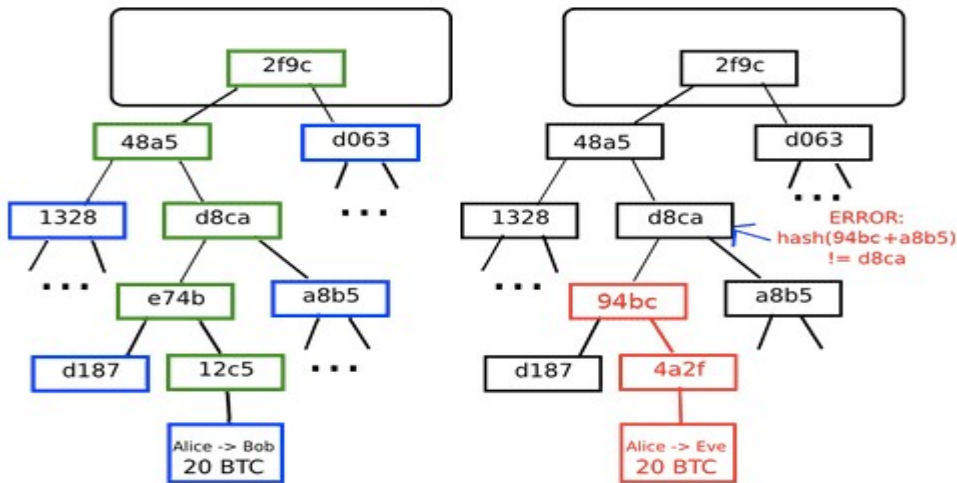 2f9c
48a5
d063
1328
d8ca
...
...
e74b
a8b5
d187
12c5
...
Alice -> Bob
20 BTC
2f9c
48a5
d063
...
1328
d8ca
ERROR:
hash(94bc+a8b5)
!= d8ca
...
94bc
a8b5
d187
4a2f
Alice -> Eve
20 BTC